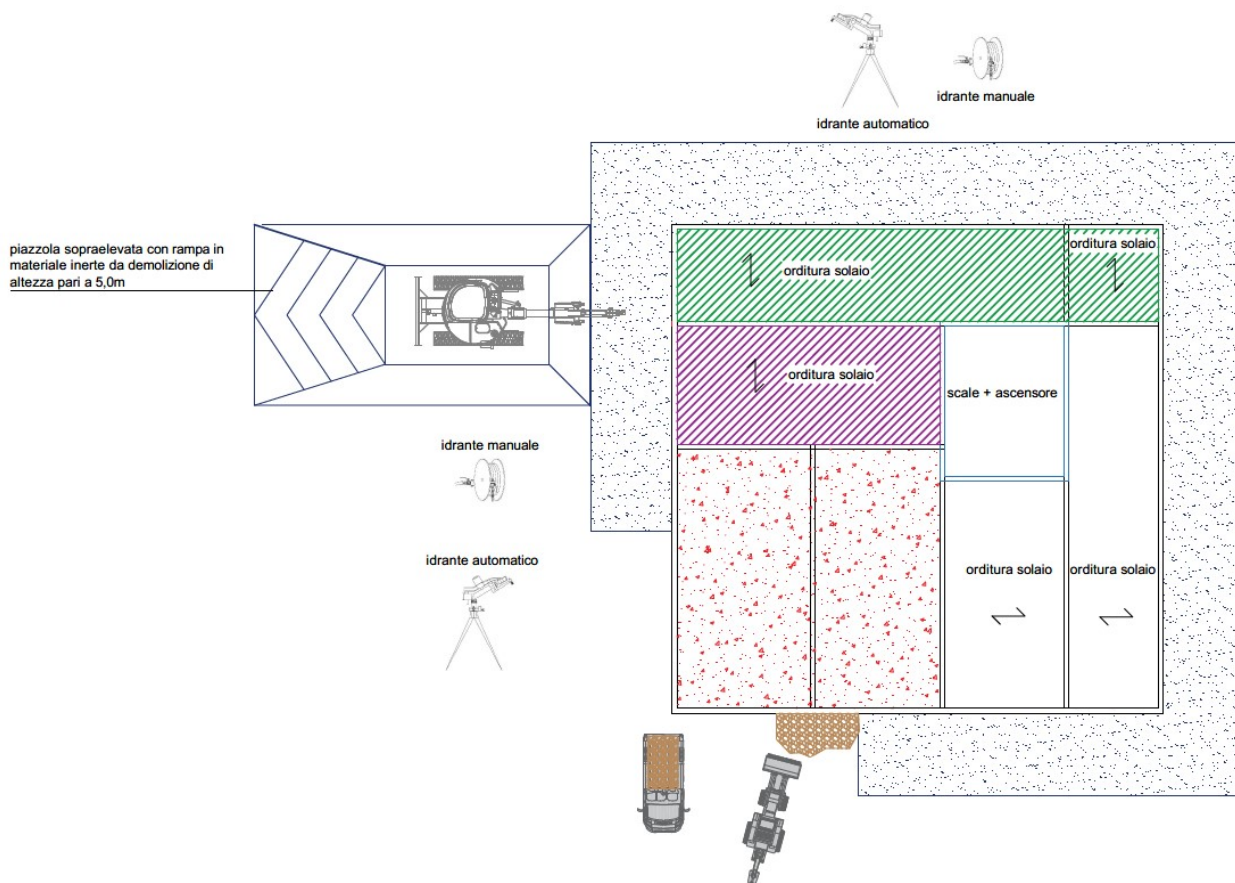 idrante manuale
idrante automatico
piazzola sopraelevata con rampa in
materiale inerte da demolizione di
altezza pari a 5,0m
orditura solaio
orditura solaio
orditura solaio
scale + ascensore
idrante manuale
idrante automatico
orditura solaio
orditura solaio